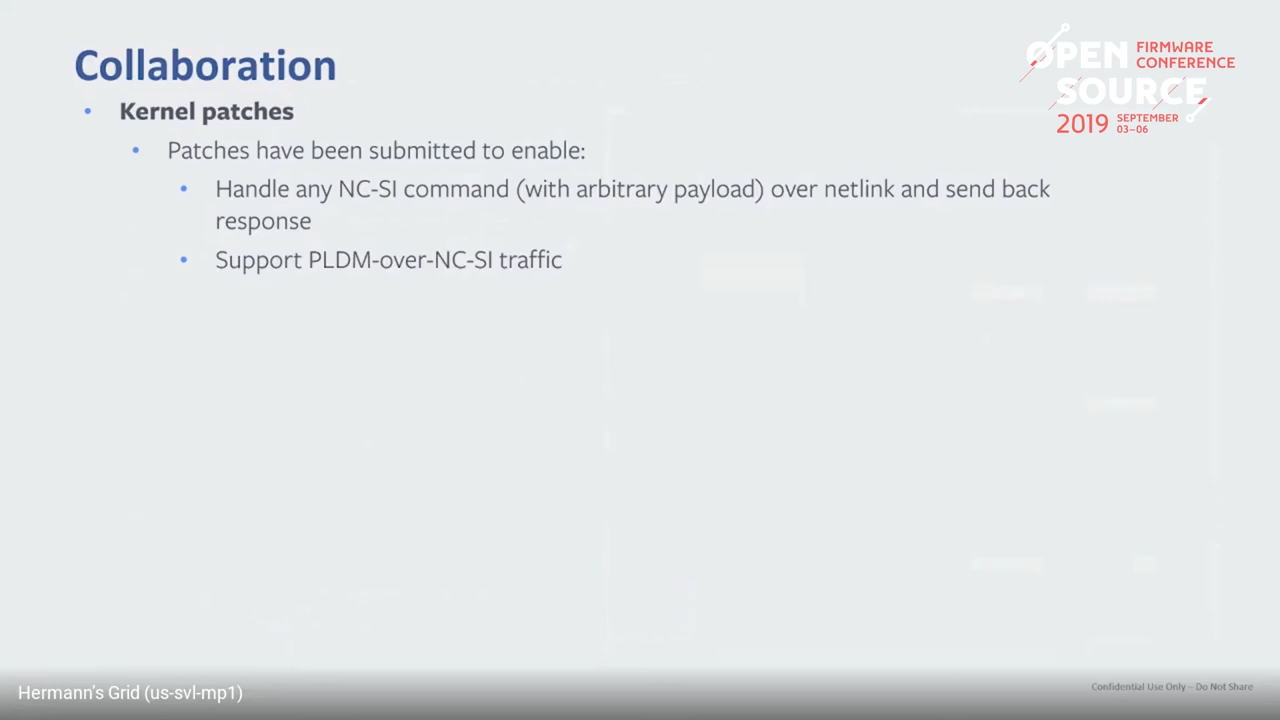 Collaboration
OPEN SOURCE
FIRMWARE
CONFERENCE
2019 SEPTEMBER
03–06
• Kernel patches
• Patches have been submitted to enable:
• Handle any NC-SI command (with arbitrary payload) over netlink and send back
response
• Support PLDM-over-NC-SI traffic
Hermann's Grid (us-svl-mp1)
Confidential Use Only – Do Not Share